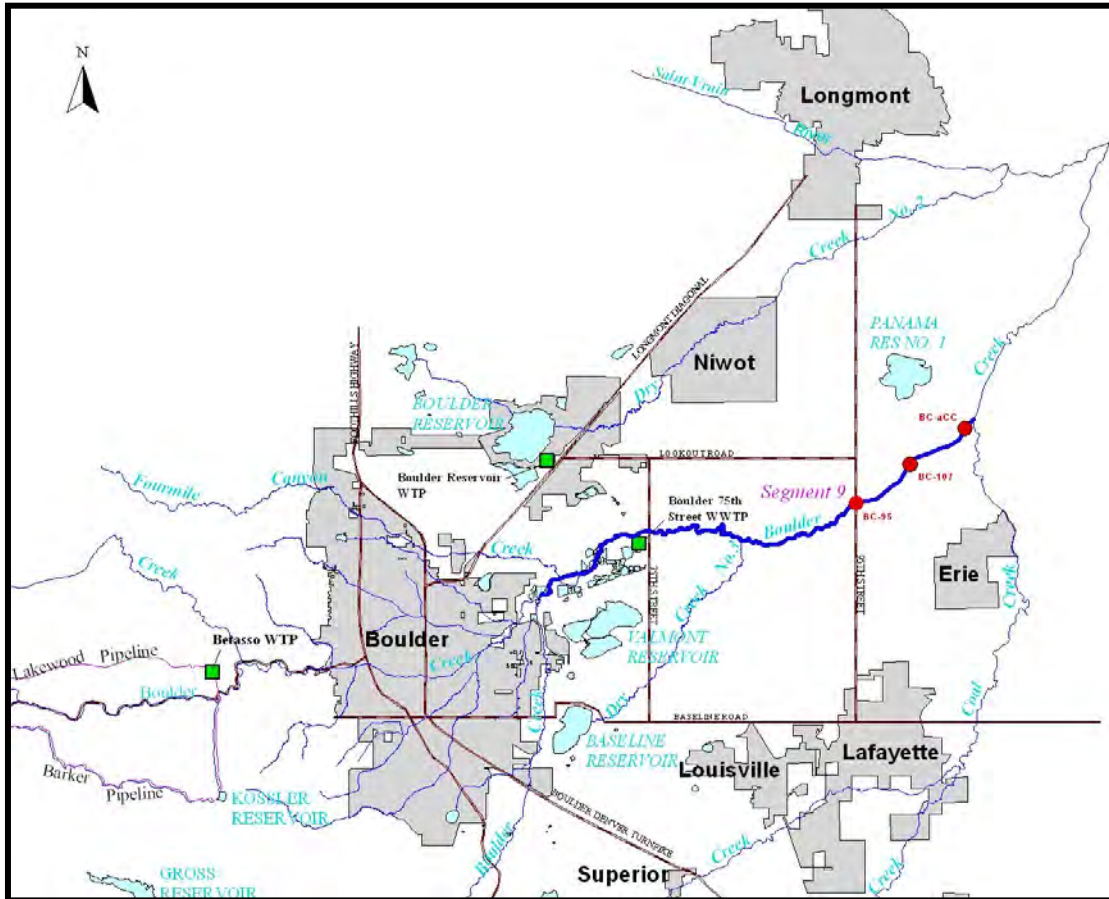 N
Longmont
Saint Vrain
River
Creek No. 2
LONGMONT DIAGONAL
PANAMA
RES NO. 1
Niwot
Dry
Creek
FOOTHILLS HIGHWAY
BOULDER
RESERVOIR
BC-aCC
LOOKOUT ROAD
BC-107
Boulder Reservoir
WTP
Fourmile
Canyon
Creek
Segment 9
BC-95
Boulder 75th
Street WWTP
Boulder
Creek
Creek No.3
Dry
75TH STREET
95TH STREET
Erie
Creek
Coal
VALMONT
RESERVOIR
Boulder
Creek
Betasso WTP
Lakewood Pipeline
Boulder
Creek
BASELINE ROAD
BASELINE
RESERVOIR
Lafayette
Louisville
Barker
Pipeline
KOSSLER
RESERVOIR
BOULDER DENVER TURNPIKE
Boulder
Superior
Creek
Creek
GROSS
RESERVOIR